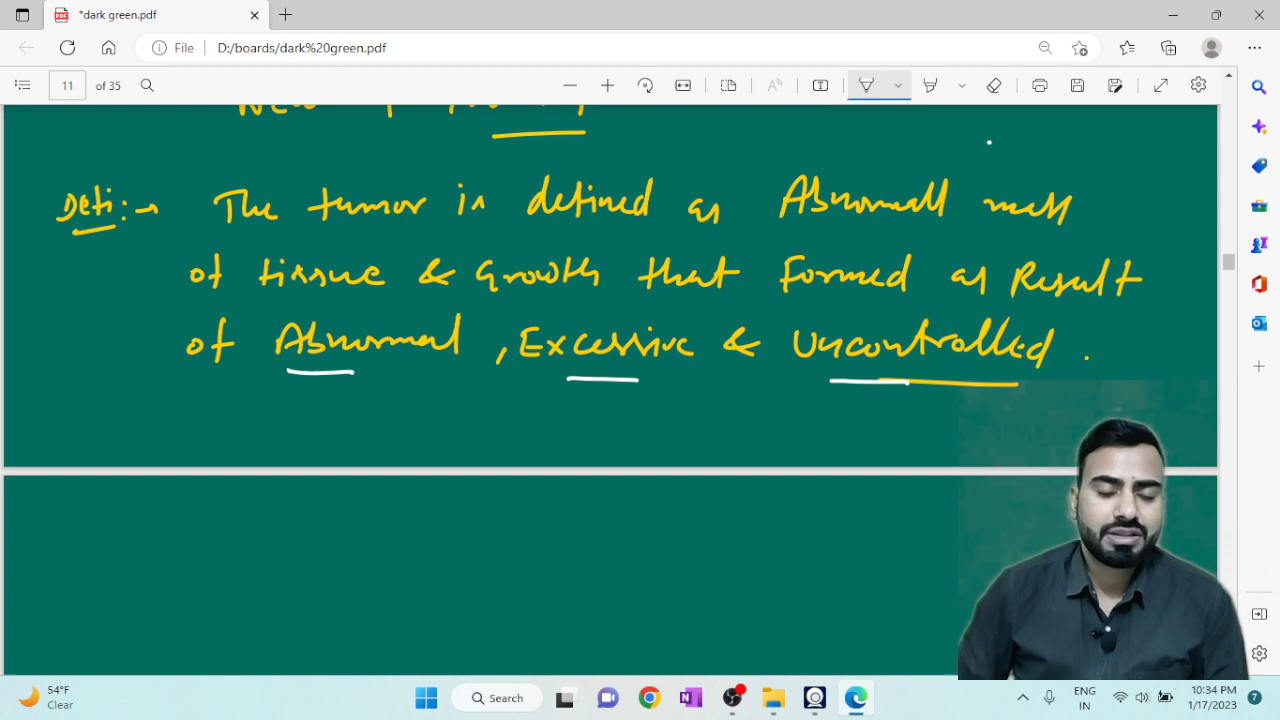 *dark green.pdf
File D:/boards/dark%20green.pdf
11 of 35
Defi:→ The tumor is defined as Abnormall mass
of tissue & Growth that formed as Result
of Abnormal, Excessive & Uncontrolled.
54°F
Clear
Search
ENG
IN
10:34 PM
1/17/2023
7